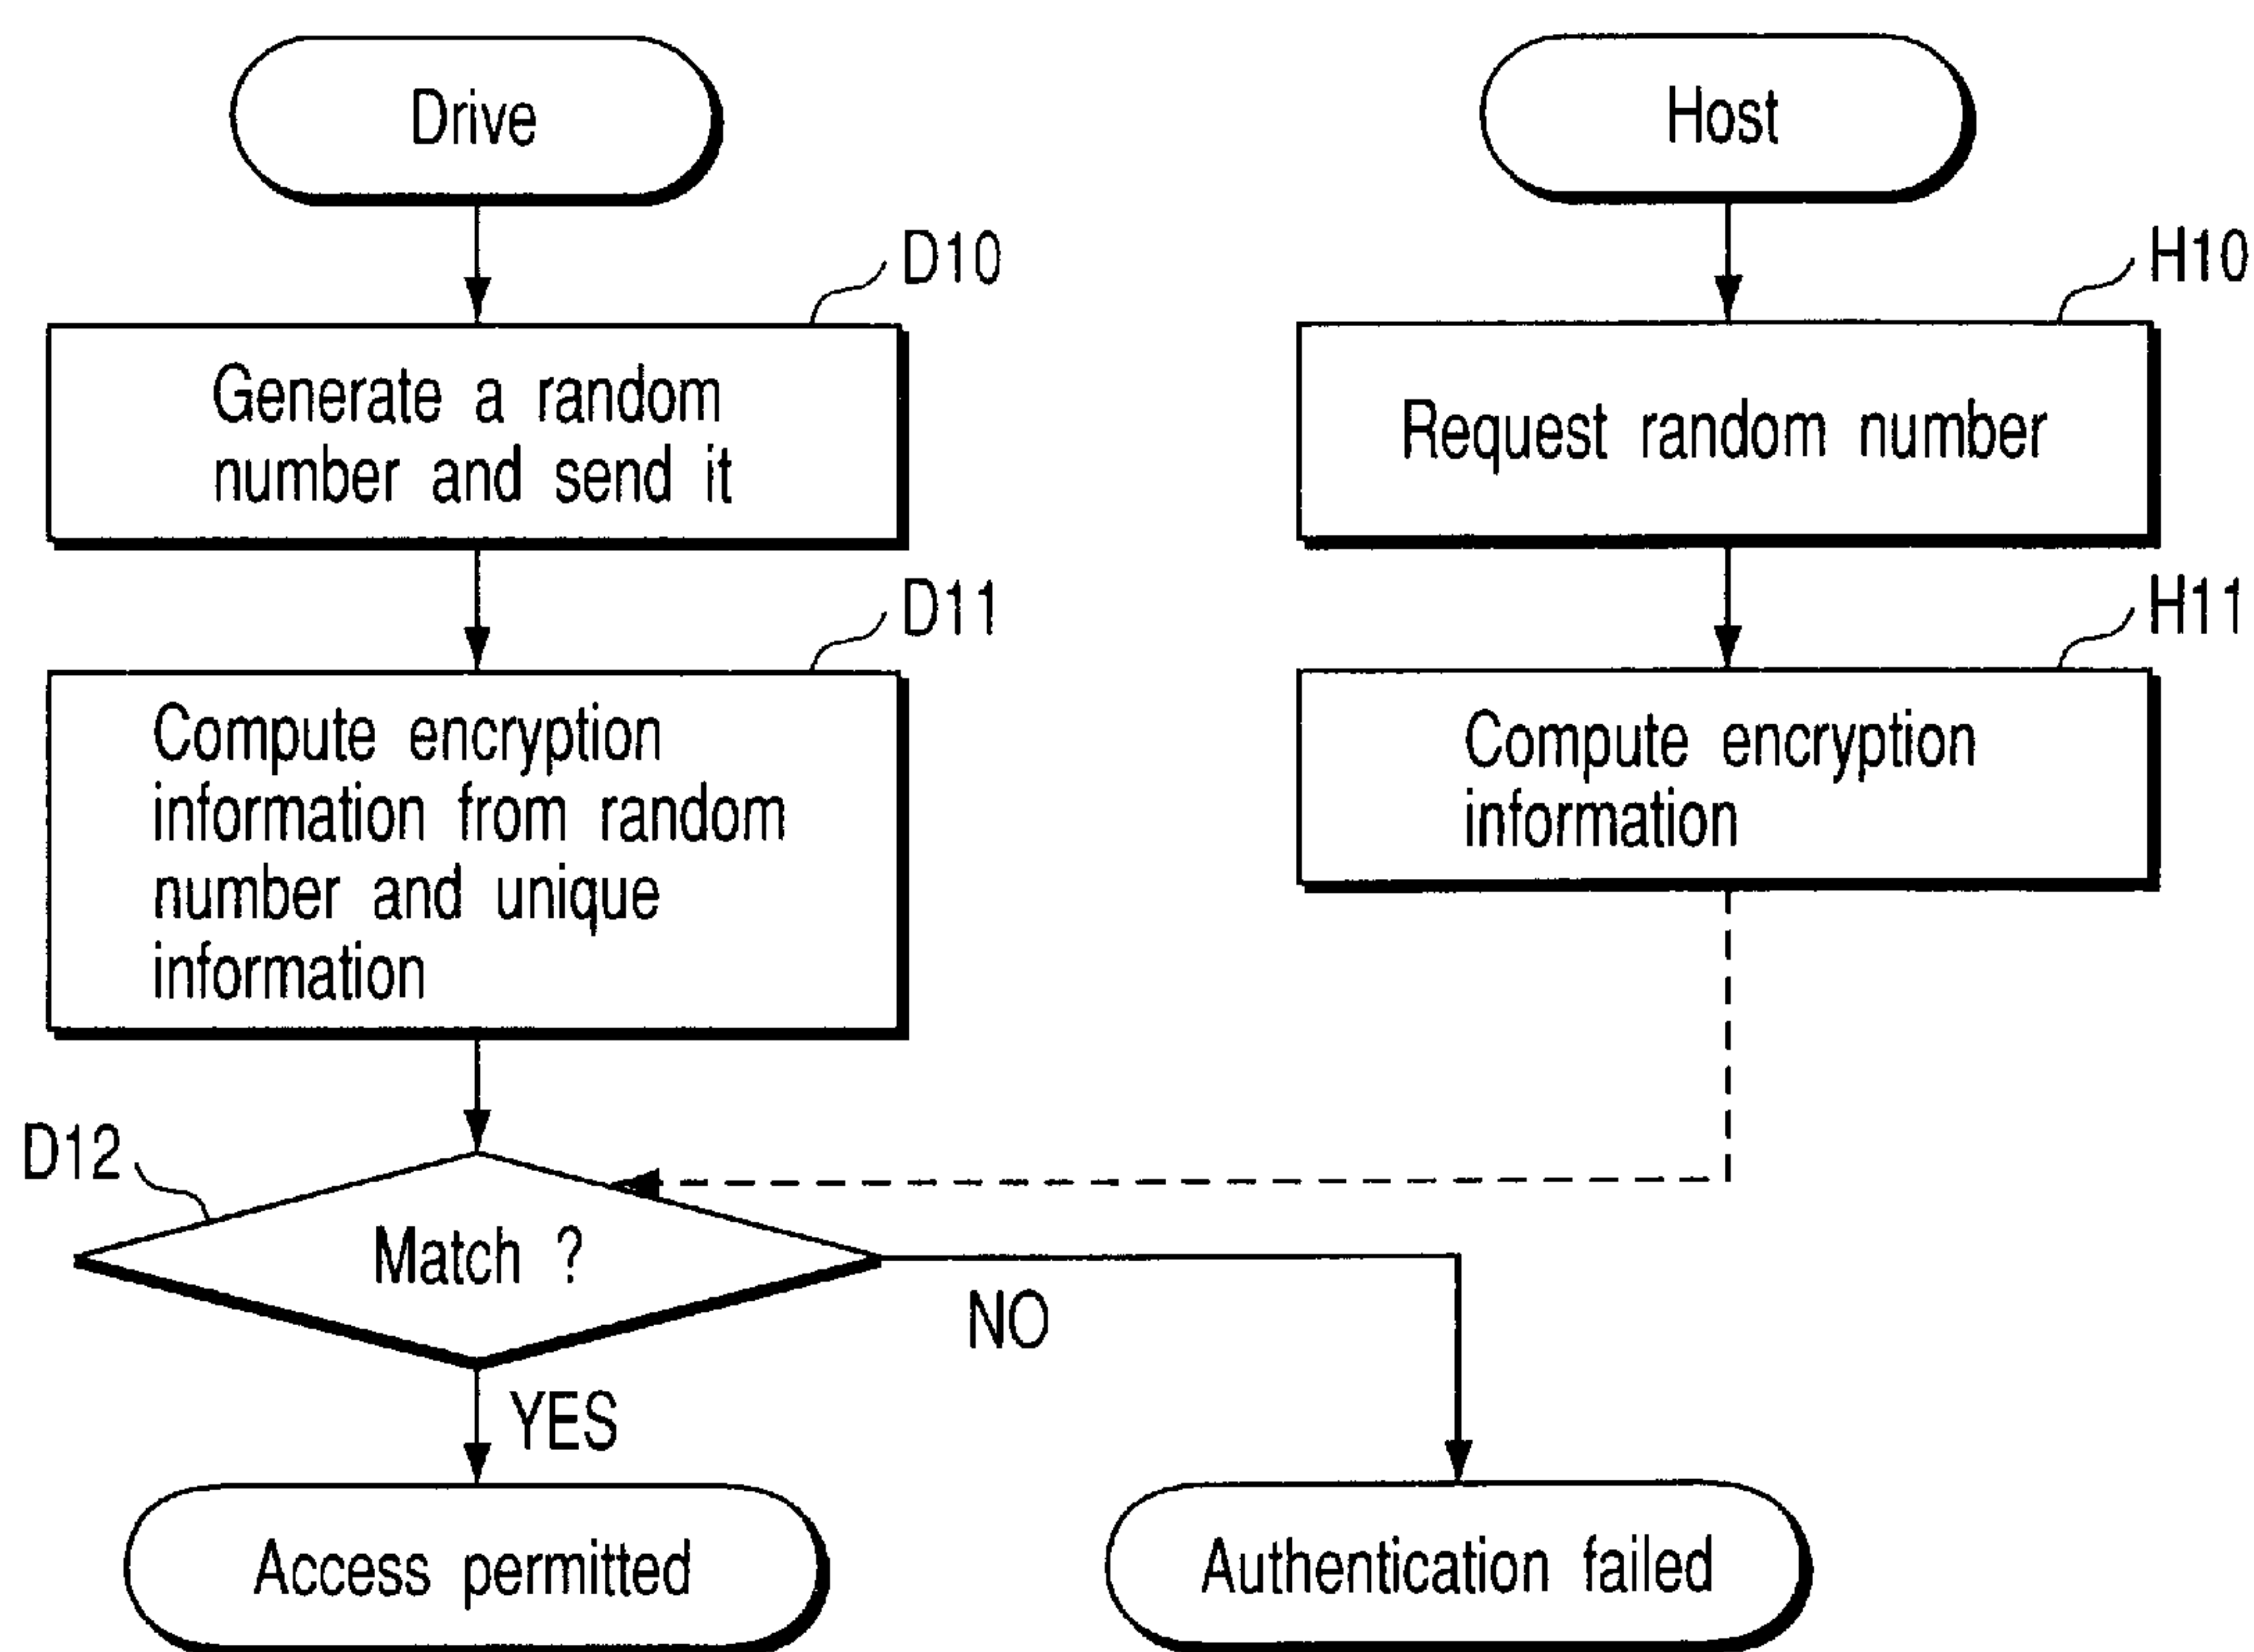 Drive
Host
D10
H10
Generate a random
number and send it
Request random number
D11
H11
Compute encryption
information from random
number and unique
information
Compute encryption
information
D12
Match ?
NO
YES
Access permitted
Authentication failed